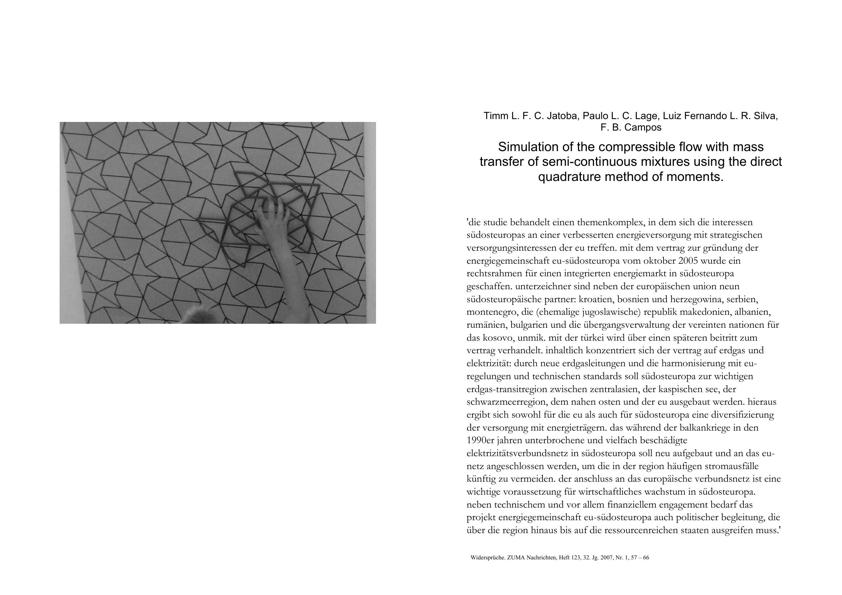 Timm L. F. C. Jatoba, Paulo L. C. Lage, Luiz Fernando L. R. Silva,
F. B. Campos
Simulation of the compressible flow with mass
transfer of semi-continuous mixtures using the direct
quadrature method of moments.
'die studie behandelt einen themenkomplex, in dem sich die interessen
südosteuropas an einer verbesserten energieversorgung mit strategischen
versorgungsinteressen der eu treffen. mit dem vertrag zur gründung der
energiegemeinschaft eu-südosteuropa vom oktober 2005 wurde ein
rechtsrahmen für einen integrierten energiemarkt in südosteuropa
geschaffen. unterzeichner sind neben der europäischen union neun
südosteuropäische partner: kroatien, bosnien und herzegowina, serbien,
montenegro, die (ehemalige jugoslawische) republik makedonien, albanien,
rumänien, bulgarien und die übergangsverwaltung der vereinten nationen für
das kosovo, unmik. mit der türkei wird über einen späteren beitritt zum
vertrag verhandelt. inhaltlich konzentriert sich der vertrag auf erdgas und
elektrizität: durch neue erdgasleitungen und die harmonisierung mit eu-
regelungen und technischen standards soll südosteuropa zur wichtigen
erdgas-transitregion zwischen zentralasien, der kaspischen see, der
schwarzmeerregion, dem nahen osten und der eu ausgebaut werden. hieraus
ergibt sich sowohl für die eu als auch für südosteuropa eine diversifizierung
der versorgung mit energieträgern. das während der balkankriege in den
1990er jahren unterbrochene und vielfach beschädigte
elektrizitätsverbundsnetz in südosteuropa soll neu aufgebaut und an das eu-
netz angeschlossen werden, um die in der region häufigen stromausfälle
künftig zu vermeiden. der anschluss an das europäische verbundsnetz ist eine
wichtige voraussetzung für wirtschaftliches wachstum in südosteuropa.
neben technischem und vor allem finanziellem engagement bedarf das
projekt energiegemeinschaft eu-südosteuropa auch politischer begleitung, die
über die region hinaus bis auf die ressourcenreichen staaten ausgreifen muss.'
Widersprüche. ZUMA Nachrichten, Heft 123, 32. Jg. 2007, Nr. 1, 57 – 66